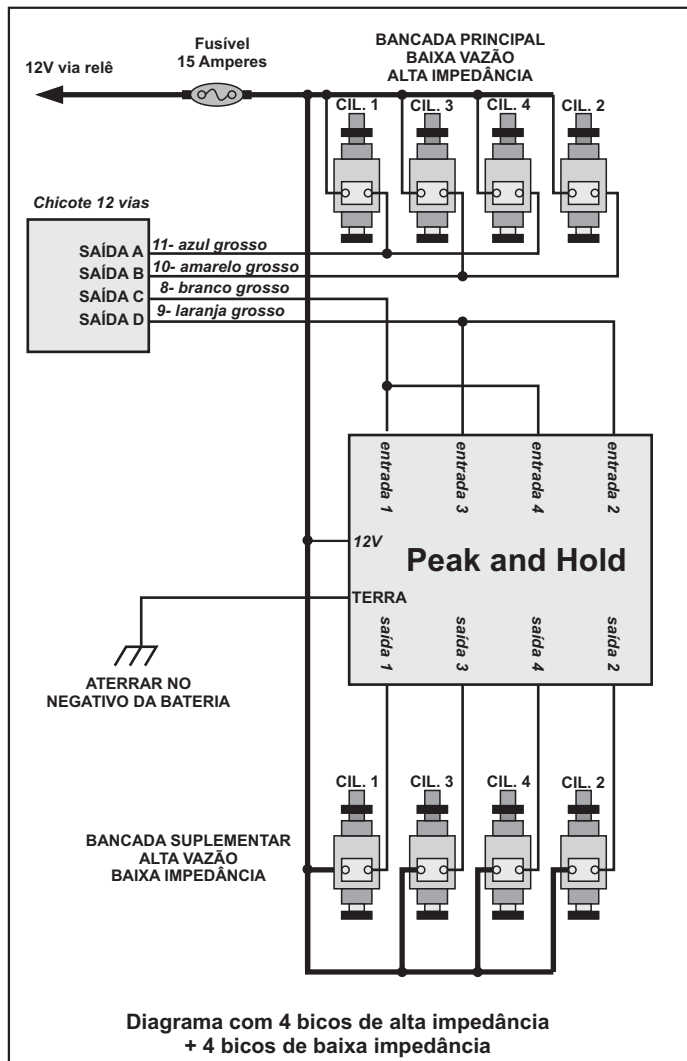 Fusível
15 Amperes
12V via relê
BANCADA PRINCIPAL
BAIXA VAZÃO
ALTA IMPEDÂNCIA
CIL. 1
CIL. 3
CIL. 4
CIL. 2
Chicote 12 vias
SAÍDA A
11- azul grosso
SAÍDA B
10- amarelo grosso
SAÍDA C
8- branco grosso
SAÍDA D
9- laranja grosso
entrada 1
entrada 3
entrada 4
entrada 2
12V
Peak and Hold
TERRA
saída 1
saída 3
saída 4
saída 2
ATERRAR NO
NEGATIVO DA BATERIA
CIL. 1
CIL. 3
CIL. 4
CIL. 2
BANCADA SUPLEMENTAR
ALTA VAZÃO
BAIXA IMPEDÂNCIA
Diagrama com 4 bicos de alta impedância
+ 4 bicos de baixa impedância